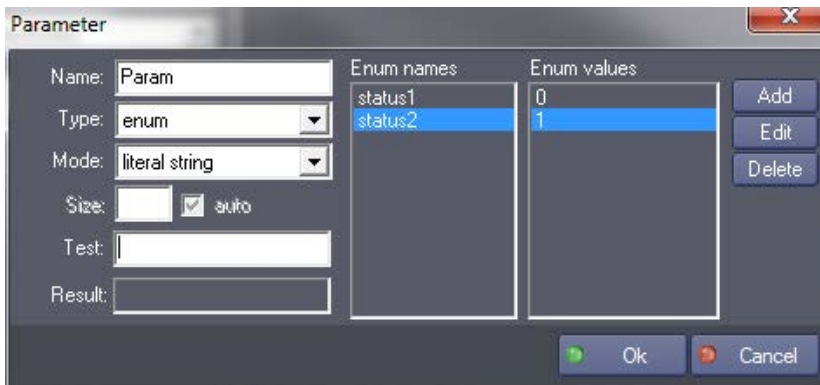 Parameter
Name: Param
Type: enum
Mode: literal string
Size: auto
Test:
Result:
Enum names
status1
status2
Enum values
0
1
Add
Edit
Delete
Ok
Cancel